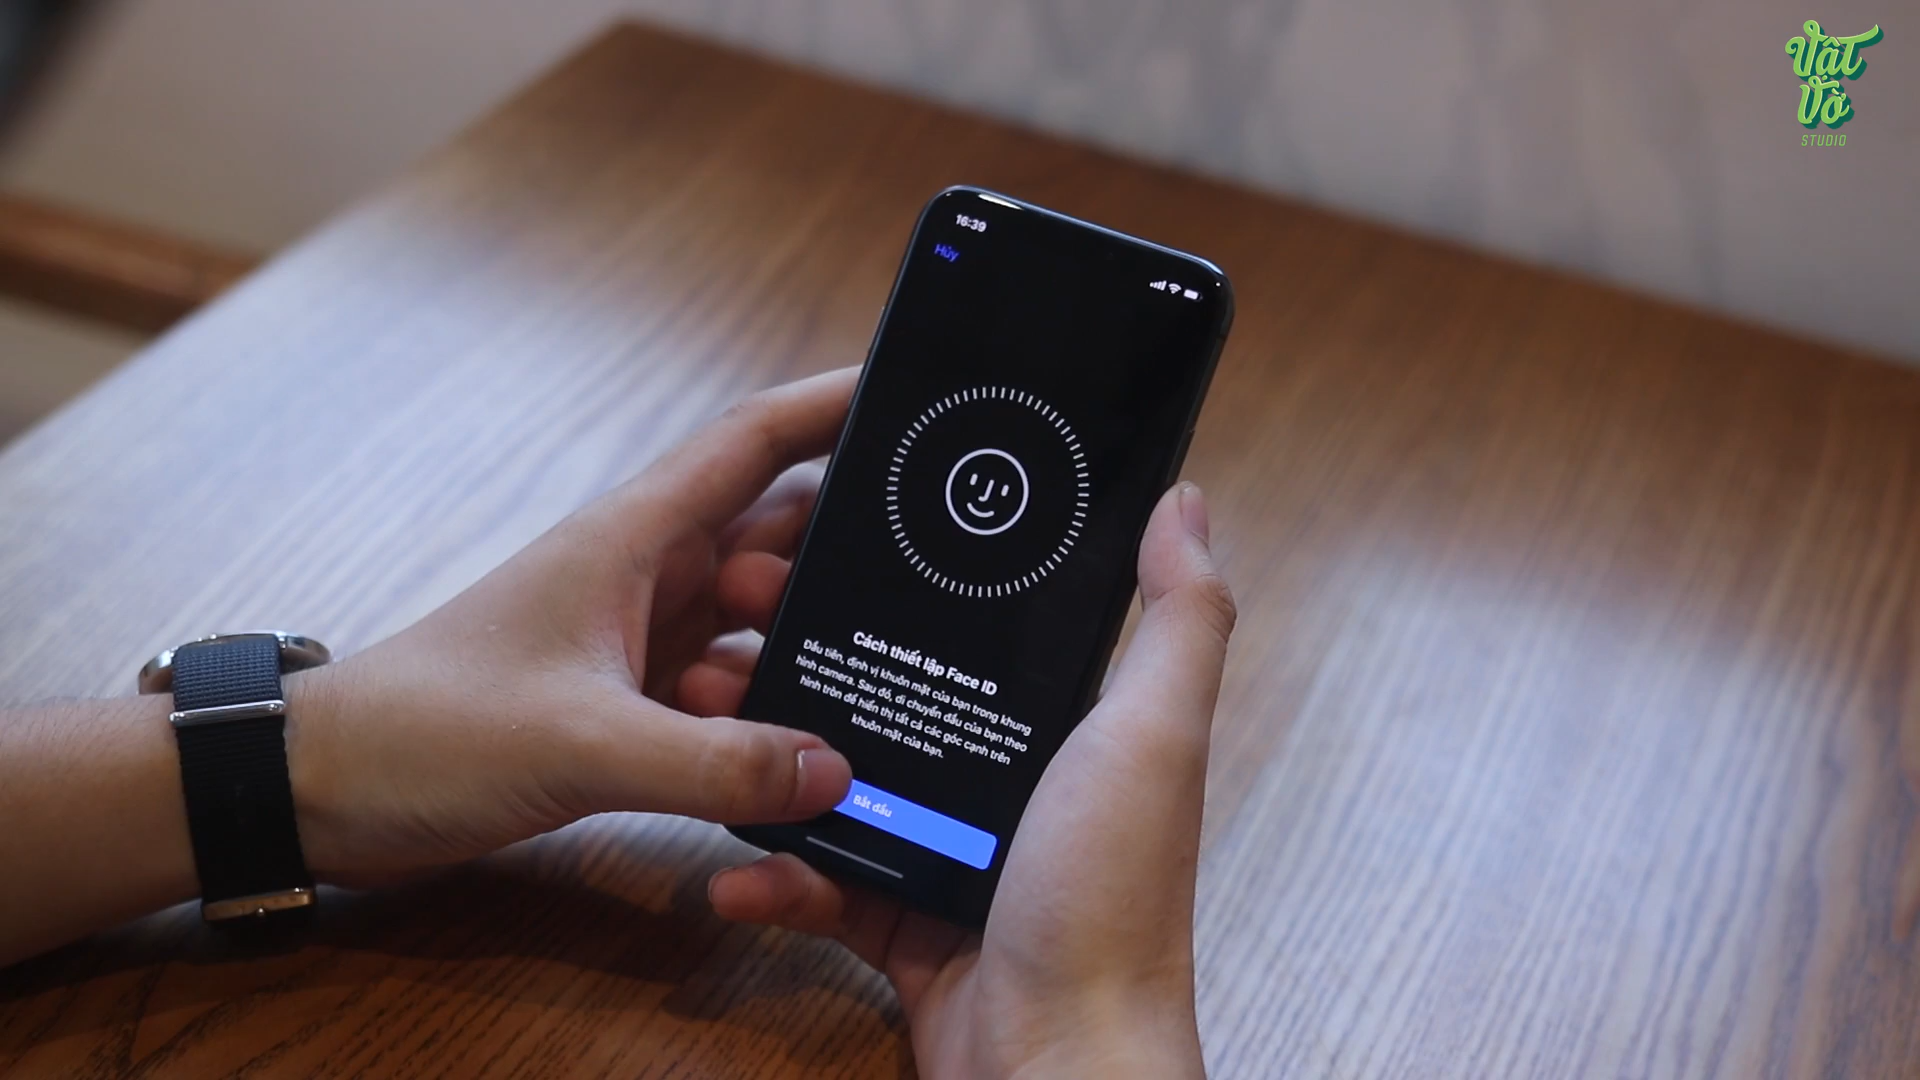 Vật
Vờ
STUDIO
16:39
Hủy
Cách thiết lập Face ID
Đầu tiên, định vị khuôn mặt của bạn trong khung
hình camera. Sau đó, di chuyển đầu của bạn theo
hình tròn để hiển thị tất cả các góc cạnh trên
khuôn mặt của bạn.
Bắt đầu